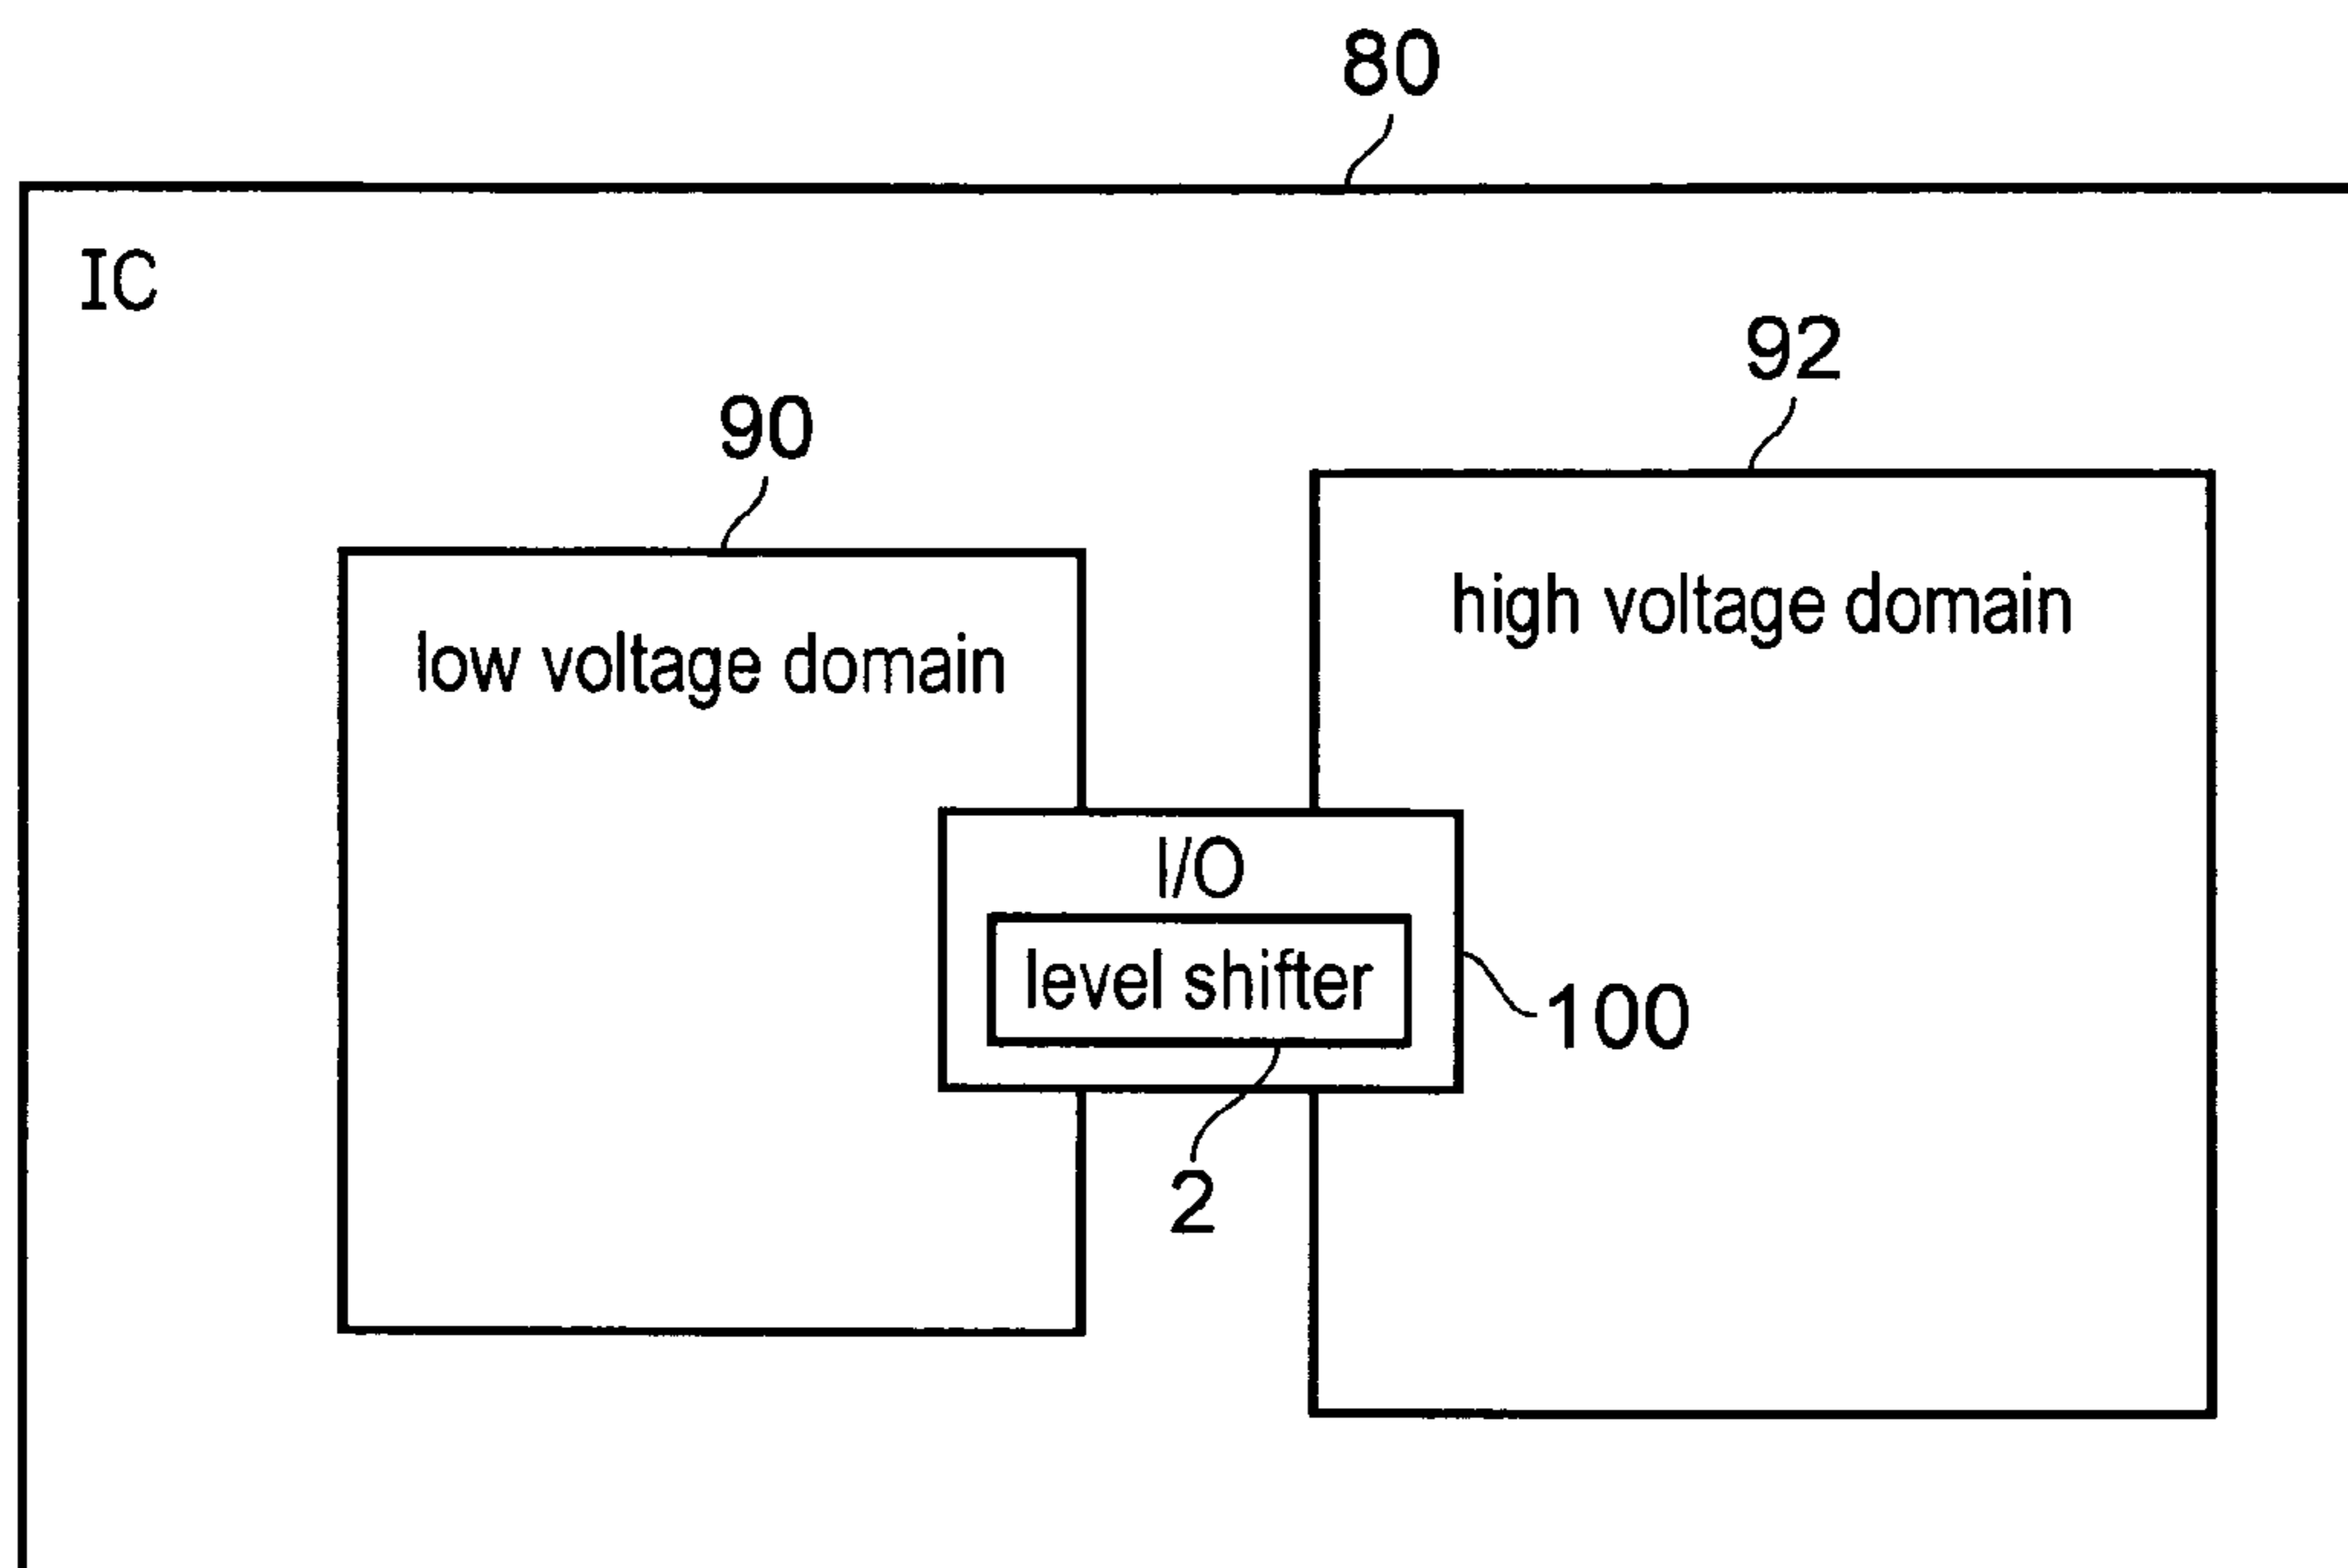 80
IC
92
90
high voltage domain
low voltage domain
I/O
level shifter
100
2